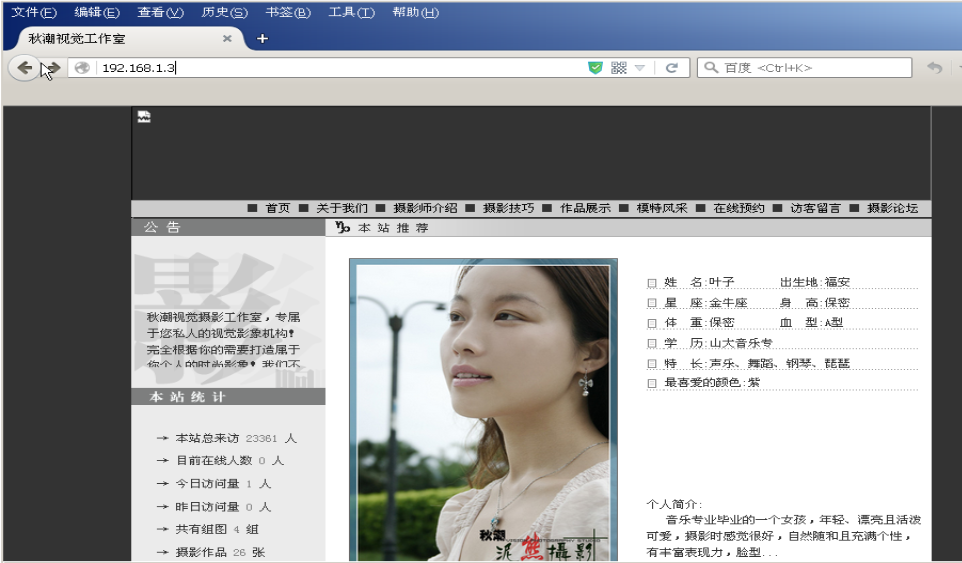 文件(F) 编辑(E) 查看(V) 历史(S) 书签(B) 工具(T) 帮助(H)
秋潮视觉工作室 × +
192.168.1.3
百度 <Ctrl+K>
首页 关于我们 摄影师介绍 摄影技巧 作品展示 模特风采 在线预约 访客留言 摄影论坛
公 告
本 站 推 荐
影
秋潮视觉摄影工作室，专属
于您私人的视觉影象机构！
完全根据你的需要打造属于
你个人的时尚影象！我们不
本 站 统 计
→ 本站总来访 23361 人
→ 目前在线人数 0 人
→ 今日访问量 1 人
→ 昨日访问量 0 人
→ 共有组图 4 组
→ 摄影作品 26 张
秋潮
泥熊攝影
姓 名:叶子 出生地:福安
星 座:金牛座 身 高:保密
体 重:保密 血 型:A型
学 历:山大音乐专
特 长:声乐、舞蹈、钢琴、琵琶
最喜爱的颜色:紫
个人简介:
音乐专业毕业的一个女孩，年轻、漂亮且活泼
可爱，摄影时感觉很好，自然随和且充满个性，
有丰富表现力，脸型...